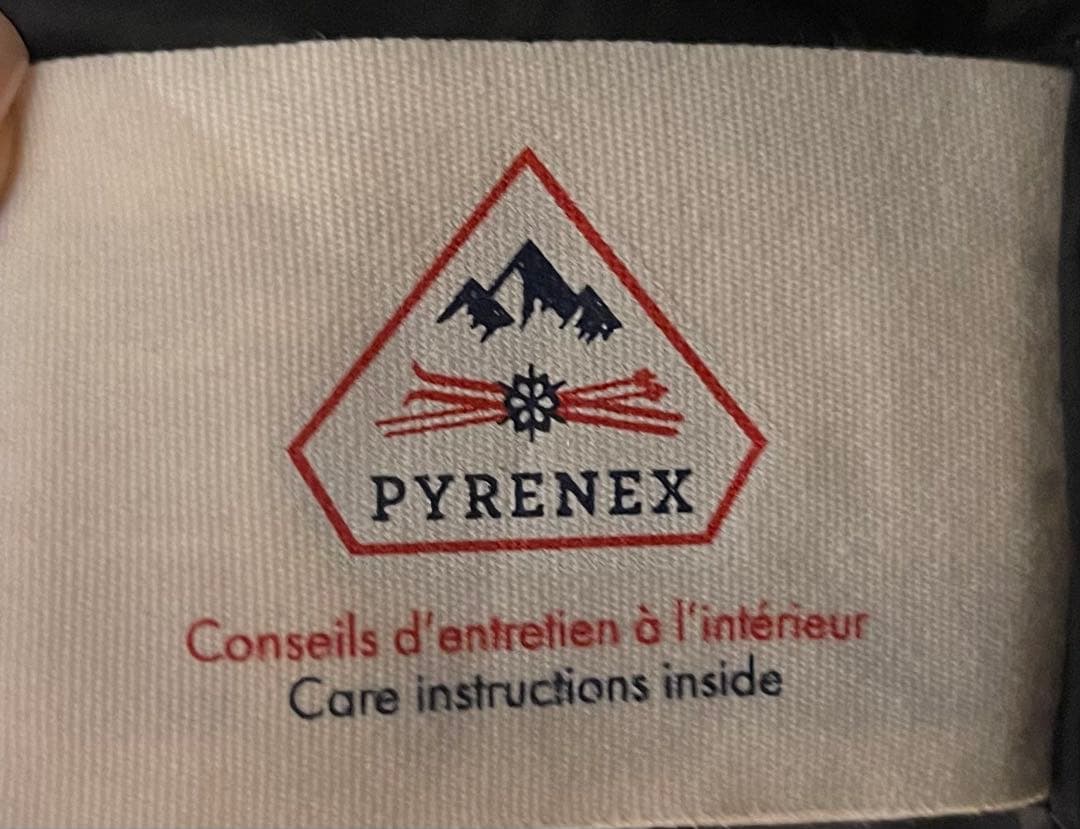 PYRENEX
Conseils d'entretien à l'intérieur
Care instructions inside